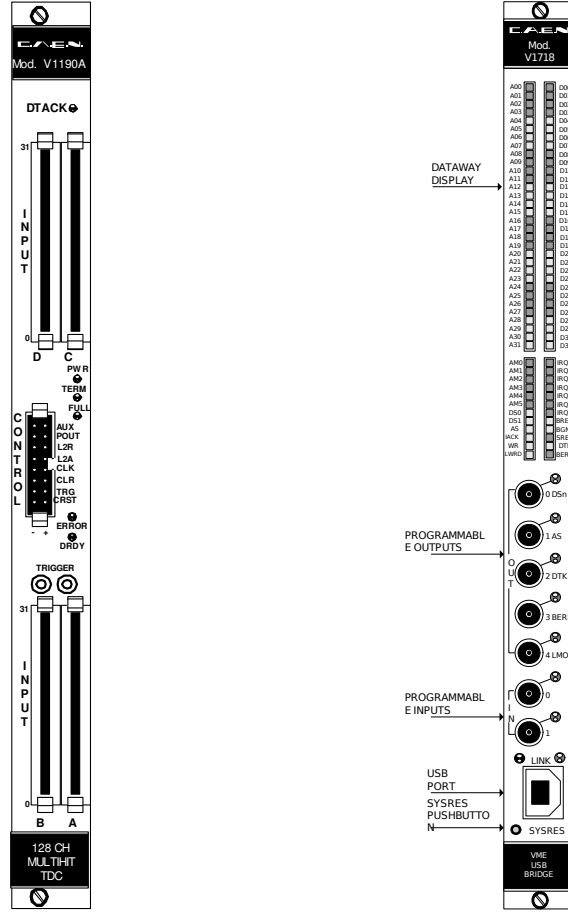 C.A.E.N.
Mod. V1190A
DTACK
31
INPUT
0
D
C
PWR
TERM
FULL
CONTROL
AUX
POUT
L2R
L2A
CLK
CLR
TRG
CRST
ERROR
- +
DRDY
TRIGGER
31
INPUT
0
B
A
128 CH
MULTIHIT
TDC
C.A.E.N.
Mod.
V1718
DATAWAY
DISPLAY
A00
A01
A02
A03
A04
A05
A06
A07
A08
A09
A10
A11
A12
A13
A14
A15
A16
A17
A18
A19
A20
A21
A22
A23
A24
A25
A26
A27
A28
A29
A30
A31
AM0
AM1
AM2
AM3
AM4
AM5
DS0
DS1
AS
IACK
WR
LWRD
PROGRAMMABL
E OUTPUTS
OUT
0 DSn
1 AS
2 DTK
3 BER
4 LMO
PROGRAMMABL
E INPUTS
IN
0
1
LINK
USB
PORT
SYSRES
PUSHBUTTO
N
SYSRES
VME
USB
BRIDGE